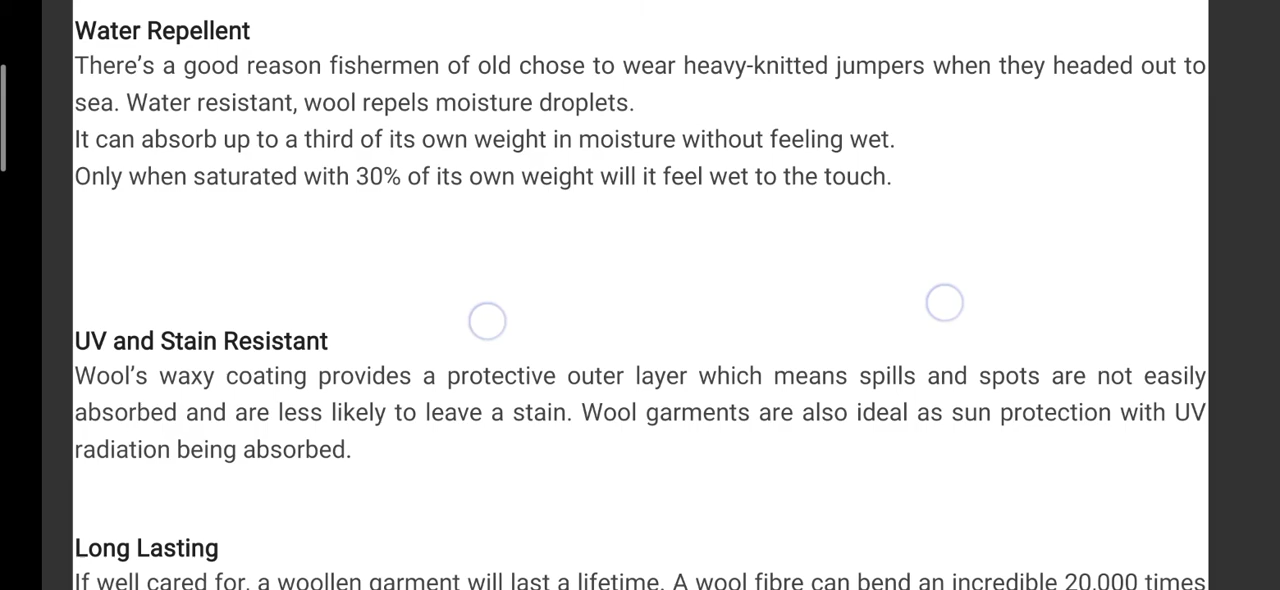 Water Repellent
There’s a good reason fishermen of old chose to wear heavy-knitted jumpers when they headed out to
sea. Water resistant, wool repels moisture droplets.
It can absorb up to a third of its own weight in moisture without feeling wet.
Only when saturated with 30% of its own weight will it feel wet to the touch.
UV and Stain Resistant
Wool’s waxy coating provides a protective outer layer which means spills and spots are not easily
absorbed and are less likely to leave a stain. Wool garments are also ideal as sun protection with UV
radiation being absorbed.
Long Lasting
If well cared for, a woollen garment will last a lifetime. A wool fibre can bend an incredible 20,000 times